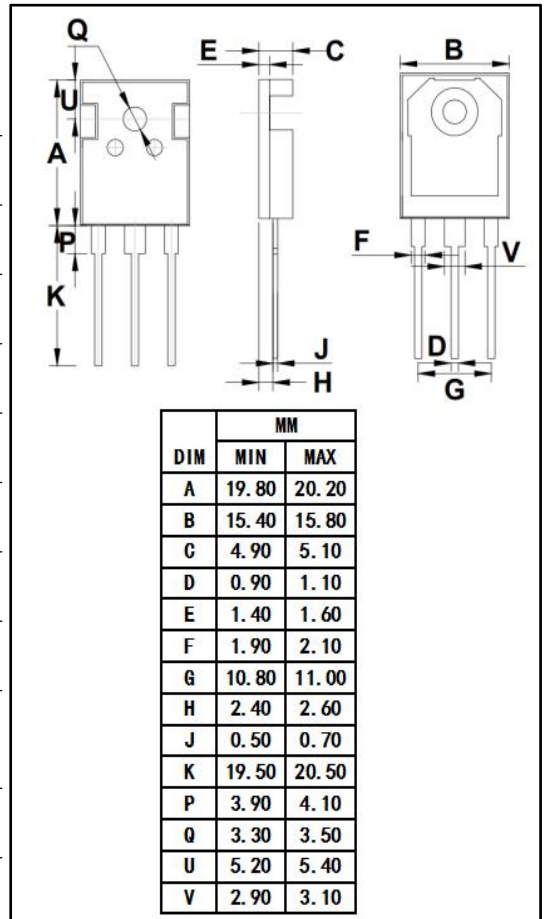 Q
E C B
U
A
P
K
F V
J
D
H
G
MM
DIM MIN MAX
A 19.80 20.20
B 15.40 15.80
C 4.90 5.10
D 0.90 1.10
E 1.40 1.60
F 1.90 2.10
G 10.80 11.00
H 2.40 2.60
J 0.50 0.70
K 19.50 20.50
P 3.90 4.10
Q 3.30 3.50
U 5.20 5.40
V 2.90 3.10